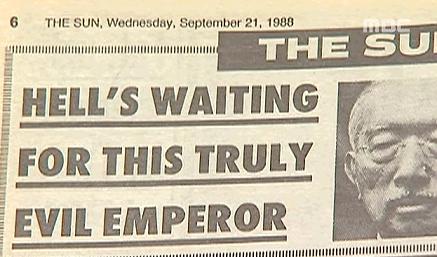 6 THE SUN, Wednesday, September 21, 1988
MBC
THE SU
HELL'S WAITING
FOR THIS TRULY
EVIL EMPEROR